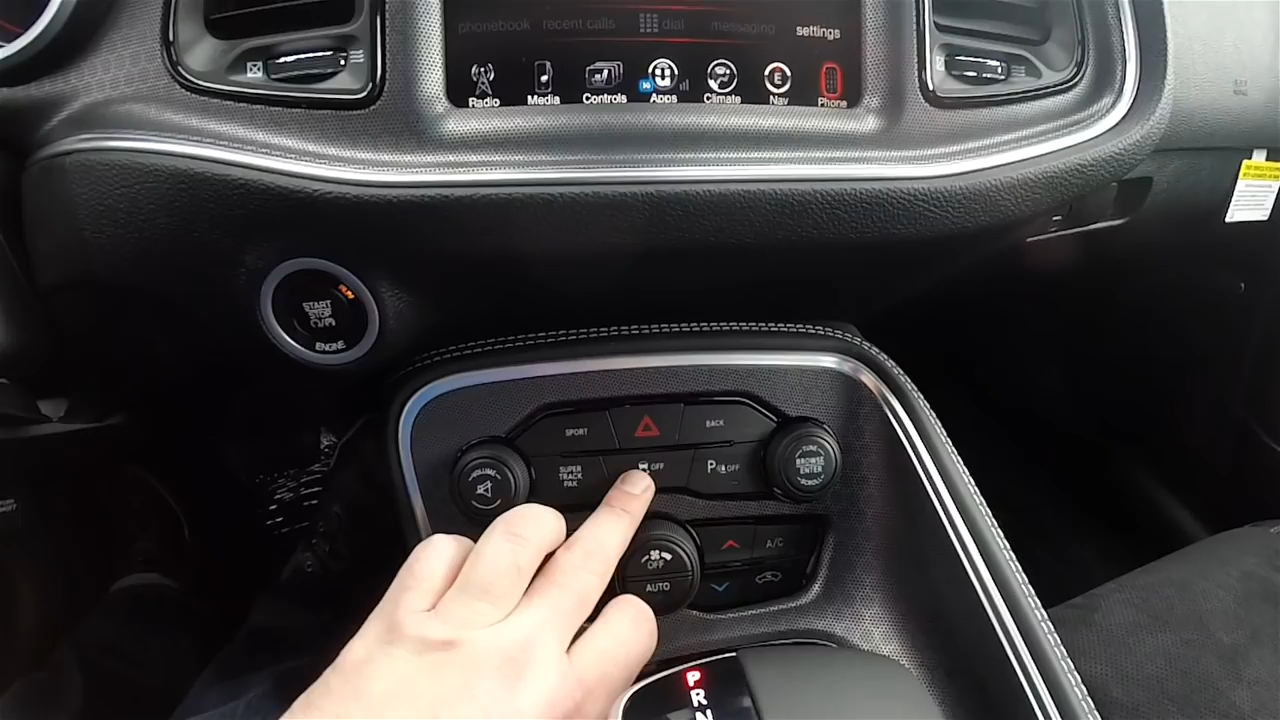 phonebook recent calls dial messaging settings
Radio Media Controls Apps Climate Nav Phone
E
RUN
START
STOP
ENGINE
SPORT
BACK
VOLUME
SUPER
TRACK
PAK
OFF
P OFF
TUNE
BROWSE
ENTER
SCROLL
OFF
AUTO
A/C
P
R
N